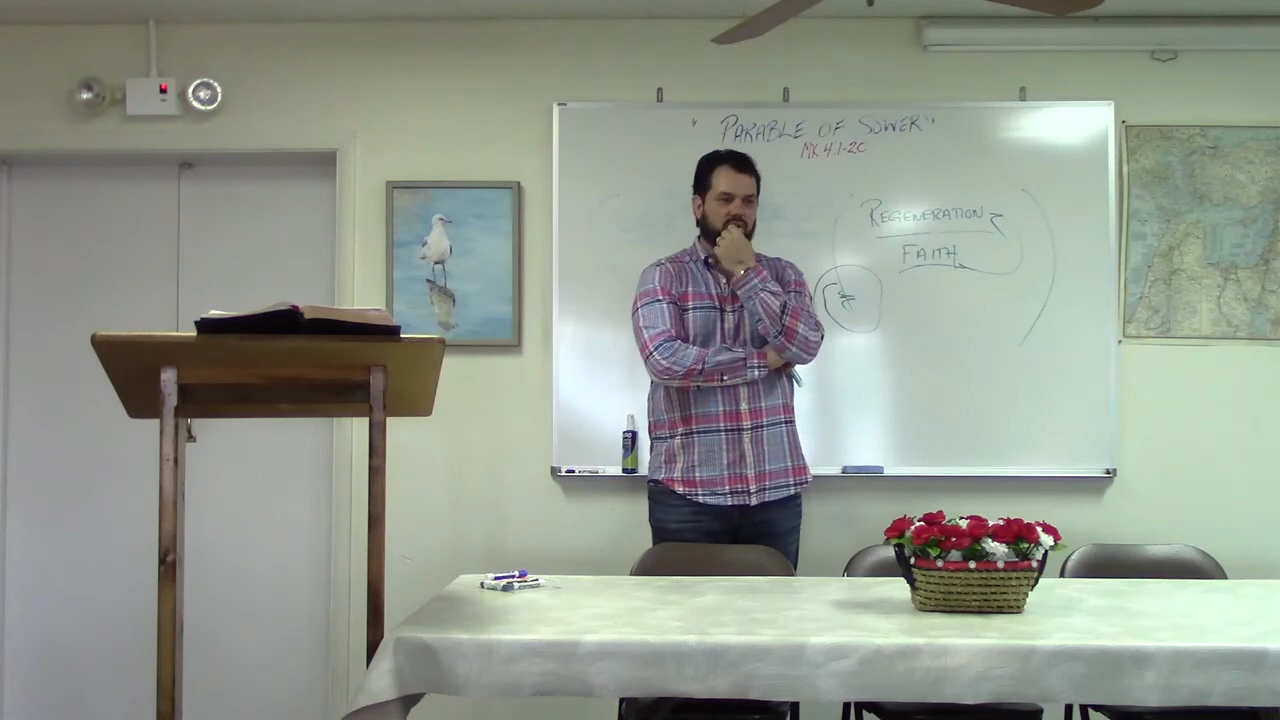 "PARABLE OF SOWER"
MK.4.1-20
REGENERATION
FAITH